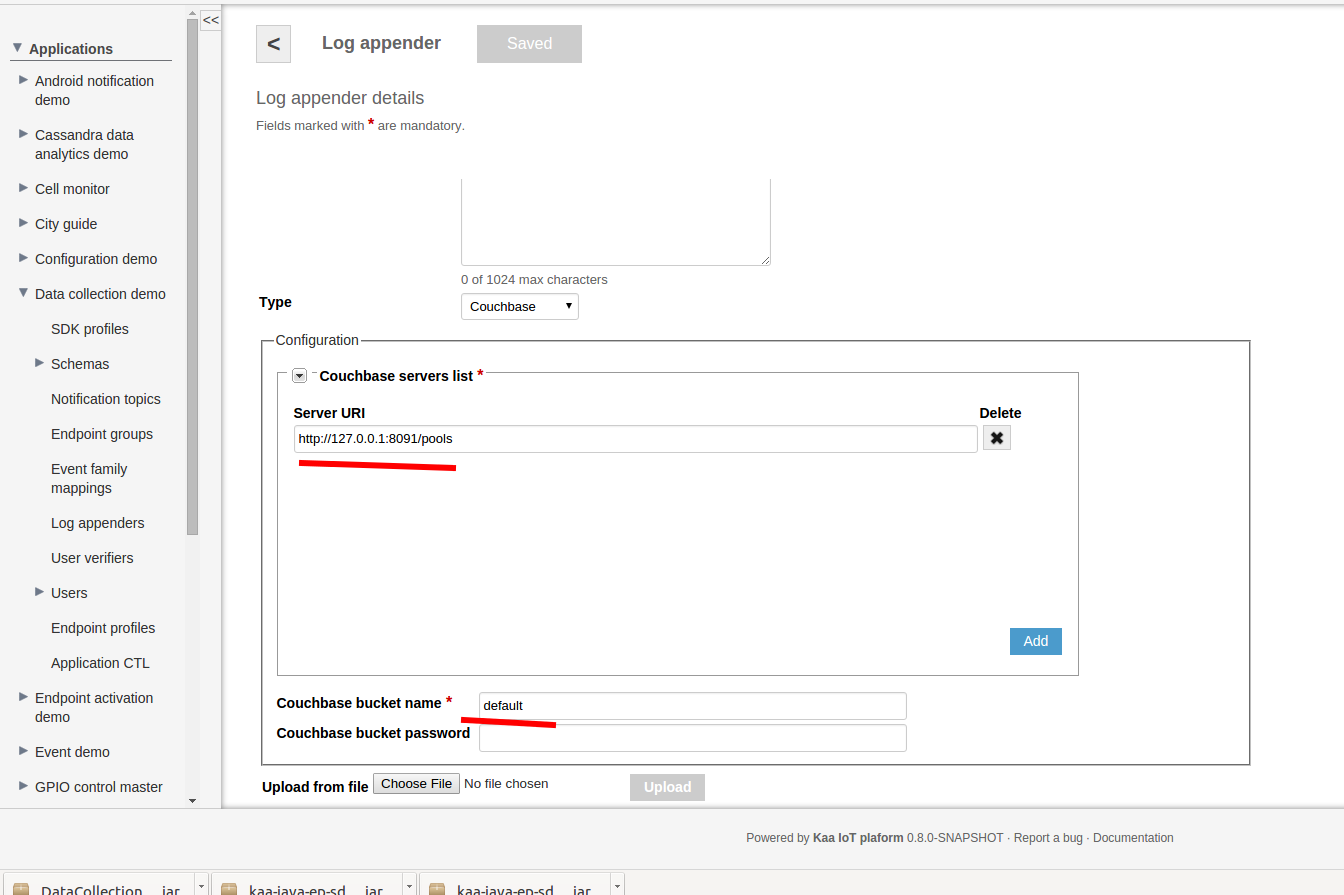 <<
Applications
Android notification
demo
Cassandra data
analytics demo
Cell monitor
City guide
Configuration demo
Data collection demo
SDK profiles
Schemas
Notification topics
Endpoint groups
Event family
mappings
Log appenders
User verifiers
Users
Endpoint profiles
Application CTL
Endpoint activation
demo
Event demo
GPIO control master
<
Log appender
Saved
Log appender details
Fields marked with * are mandatory.
0 of 1024 max characters
Type
Couchbase
Configuration
Couchbase servers list *
Server URI
Delete
http://127.0.0.1:8091/pools
Add
Couchbase bucket name *
default
Couchbase bucket password
Upload from file
Choose File
No file chosen
Upload
Powered by Kaa IoT plaform 0.8.0-SNAPSHOT · Report a bug · Documentation
DataCollection....jar
kaa-java-ep-sd....jar
kaa-java-ep-sd....jar